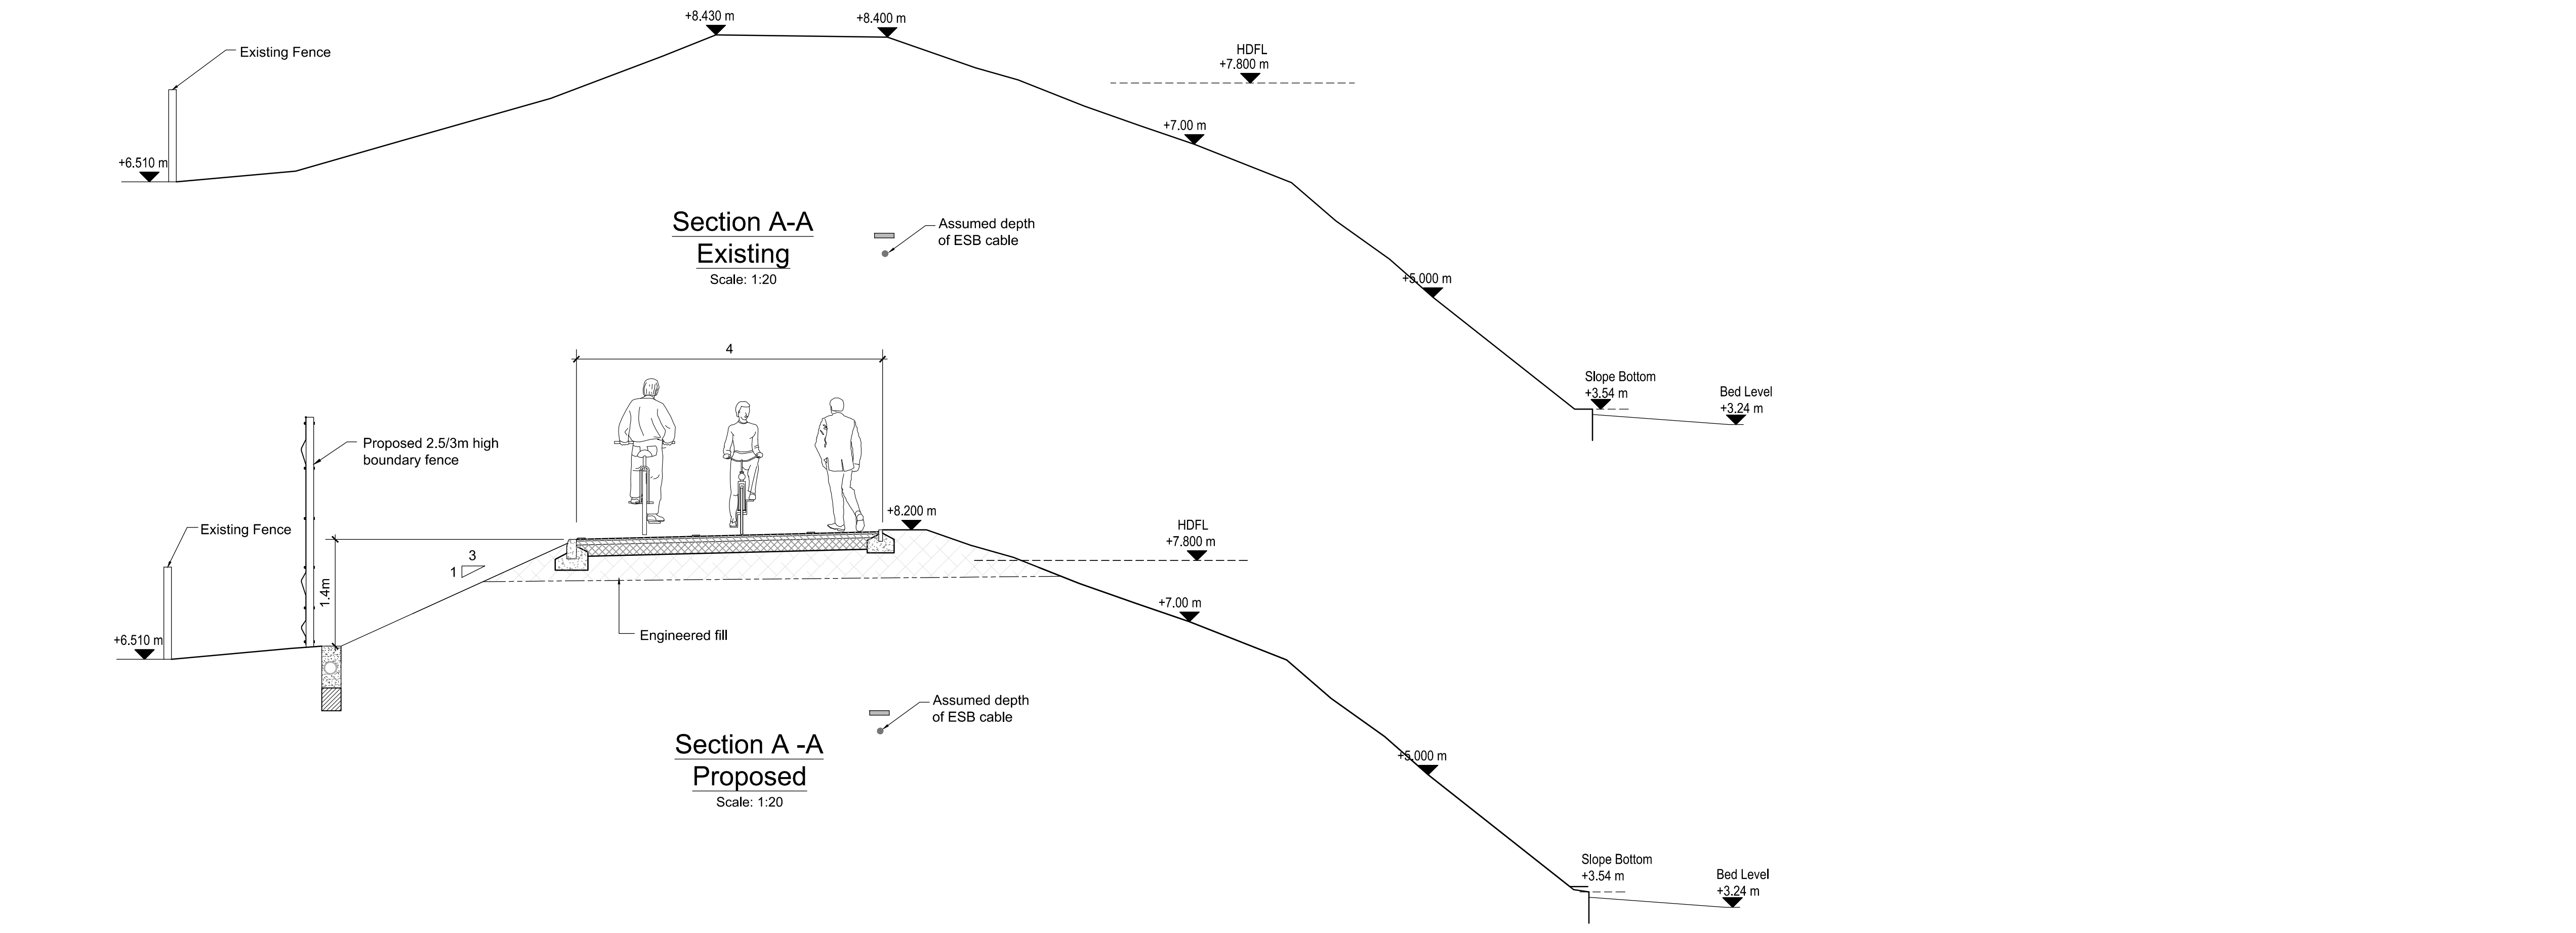 +8.430 m
+8.400 m
Existing Fence
HDFL
+7.800 m
+7.00 m
+6.510 m
Section A-A
Existing
Scale: 1:20
Assumed depth
of ESB cable
+5.000 m
Slope Bottom
+3.54 m
Bed Level
+3.24 m
4
Proposed 2.5/3m high
boundary fence
Existing Fence
+8.200 m
HDFL
+7.800 m
3
1
1.4m
+7.00 m
Engineered fill
+6.510 m
Assumed depth
of ESB cable
Section A -A
Proposed
Scale: 1:20
+5.000 m
Slope Bottom
+3.54 m
Bed Level
+3.24 m